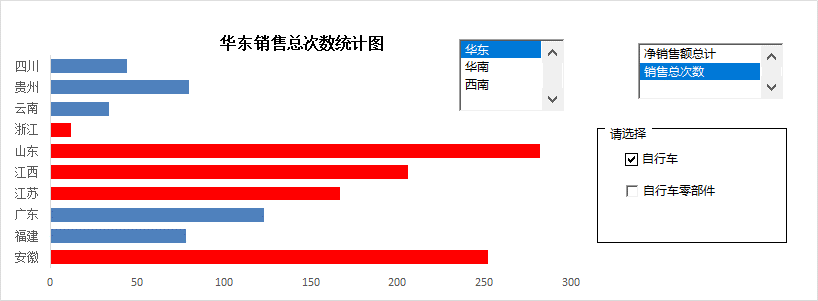 华东销售总次数统计图
四川
贵州
云南
浙江
山东
江西
江苏
广东
福建
安徽
0 50 100 150 200 250 300
华东
华南
西南
净销售额总计
销售总次数
请选择
自行车
自行车零部件